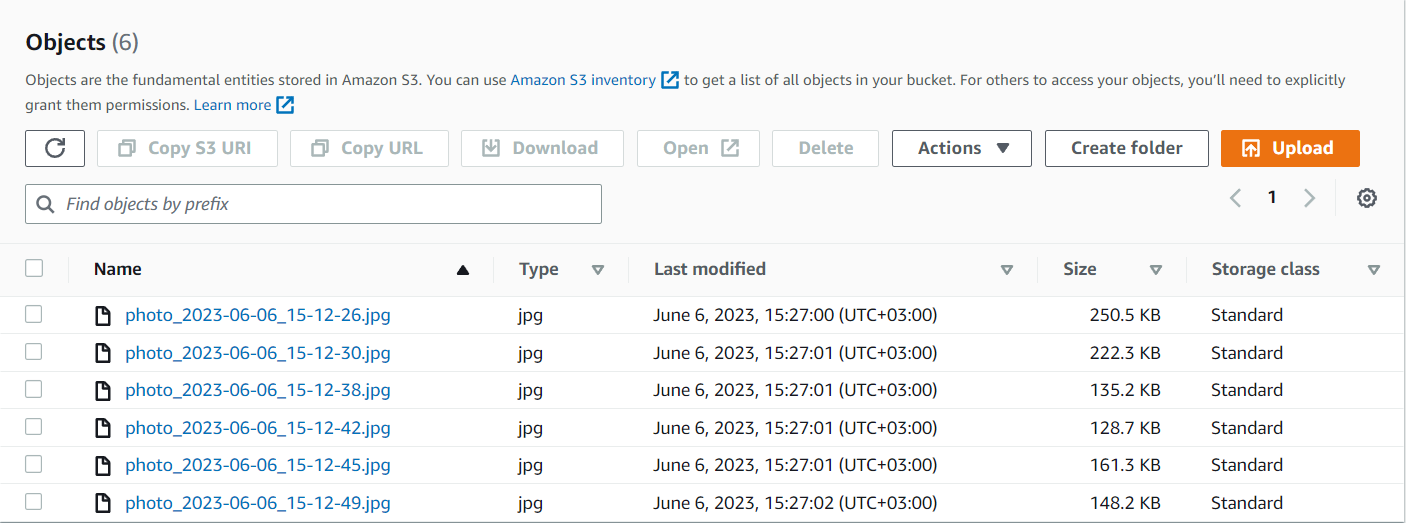 Objects (6)
Objects are the fundamental entities stored in Amazon S3. You can use Amazon S3 inventory to get a list of all objects in your bucket. For others to access your objects, you'll need to explicitly
grant them permissions. Learn more
Copy S3 URI Copy URL Download Open Delete Actions Create folder Upload
Find objects by prefix 1
Name Type Last modified Size Storage class
photo_2023-06-06_15-12-26.jpg jpg June 6, 2023, 15:27:00 (UTC+03:00) 250.5 KB Standard
photo_2023-06-06_15-12-30.jpg jpg June 6, 2023, 15:27:01 (UTC+03:00) 222.3 KB Standard
photo_2023-06-06_15-12-38.jpg jpg June 6, 2023, 15:27:01 (UTC+03:00) 135.2 KB Standard
photo_2023-06-06_15-12-42.jpg jpg June 6, 2023, 15:27:01 (UTC+03:00) 128.7 KB Standard
photo_2023-06-06_15-12-45.jpg jpg June 6, 2023, 15:27:01 (UTC+03:00) 161.3 KB Standard
photo_2023-06-06_15-12-49.jpg jpg June 6, 2023, 15:27:02 (UTC+03:00) 148.2 KB Standard